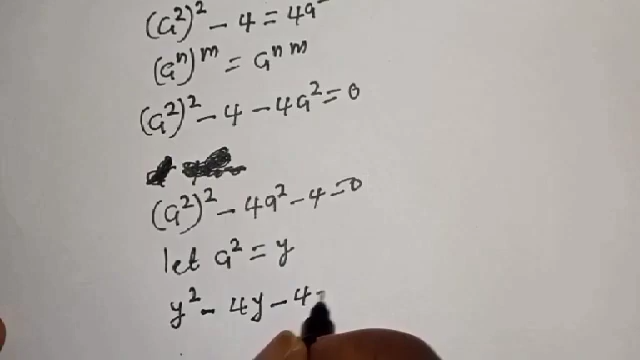 (a²)² - 4 = 4a²
(aⁿ)ᵐ = aⁿᵐ
(a²)² - 4 - 4a² = 0
(a²)² - 4a² - 4 = 0
let a² = y
y² - 4y - 4